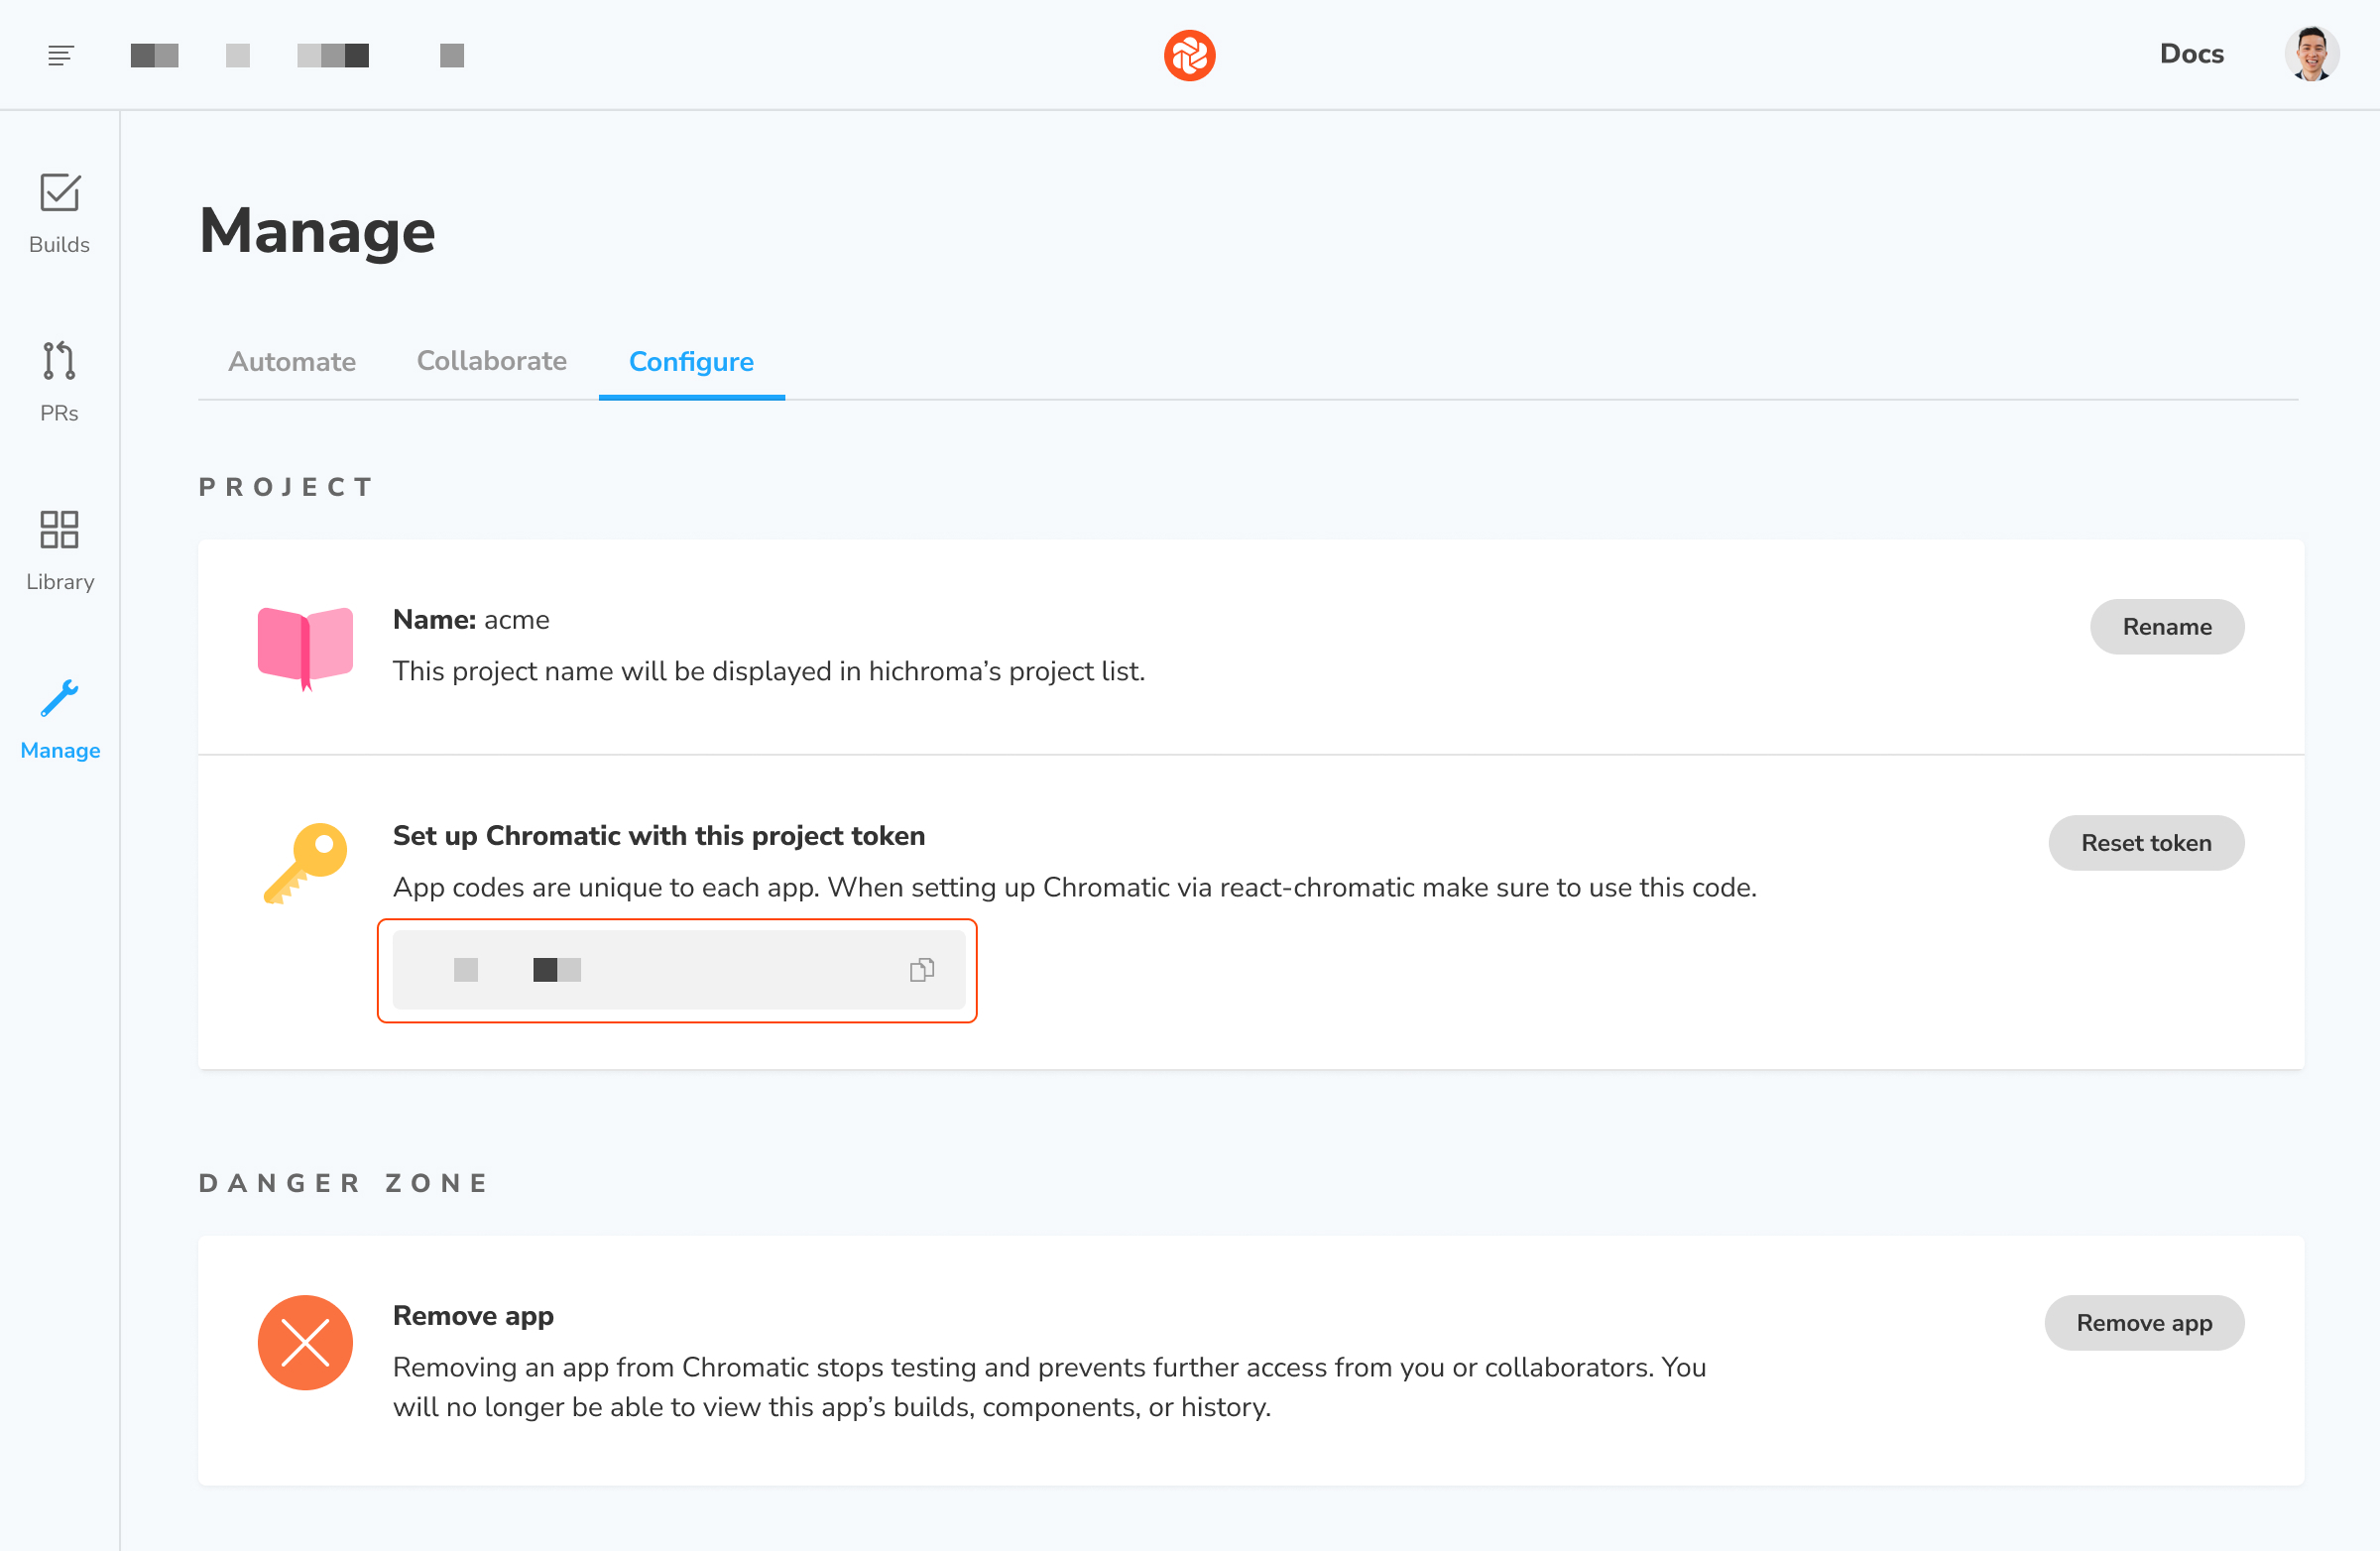 Docs
Builds
PRs
Library
Manage
Manage
Automate Collaborate Configure
PROJECT
Name: acme
This project name will be displayed in hichroma’s project list.
Rename
Set up Chromatic with this project token
App codes are unique to each app. When setting up Chromatic via react-chromatic make sure to use this code.
Reset token
DANGER ZONE
Remove app
Removing an app from Chromatic stops testing and prevents further access from you or collaborators. You
will no longer be able to view this app’s builds, components, or history.
Remove app